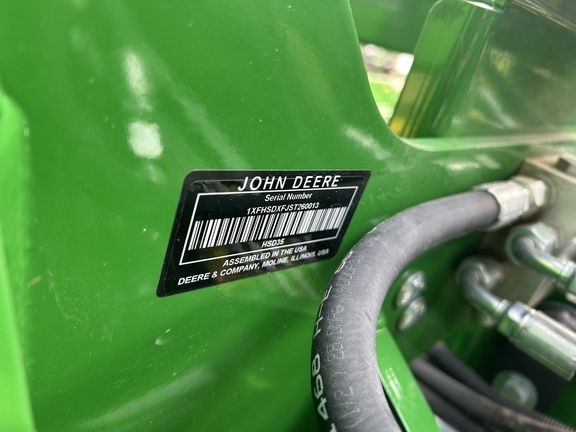 JOHN DEERE
Serial Number
1XFHSDXFJST260013
HSD35
ASSEMBLED IN THE USA
DEERE & COMPANY, MOLINE, ILLINOIS, USA